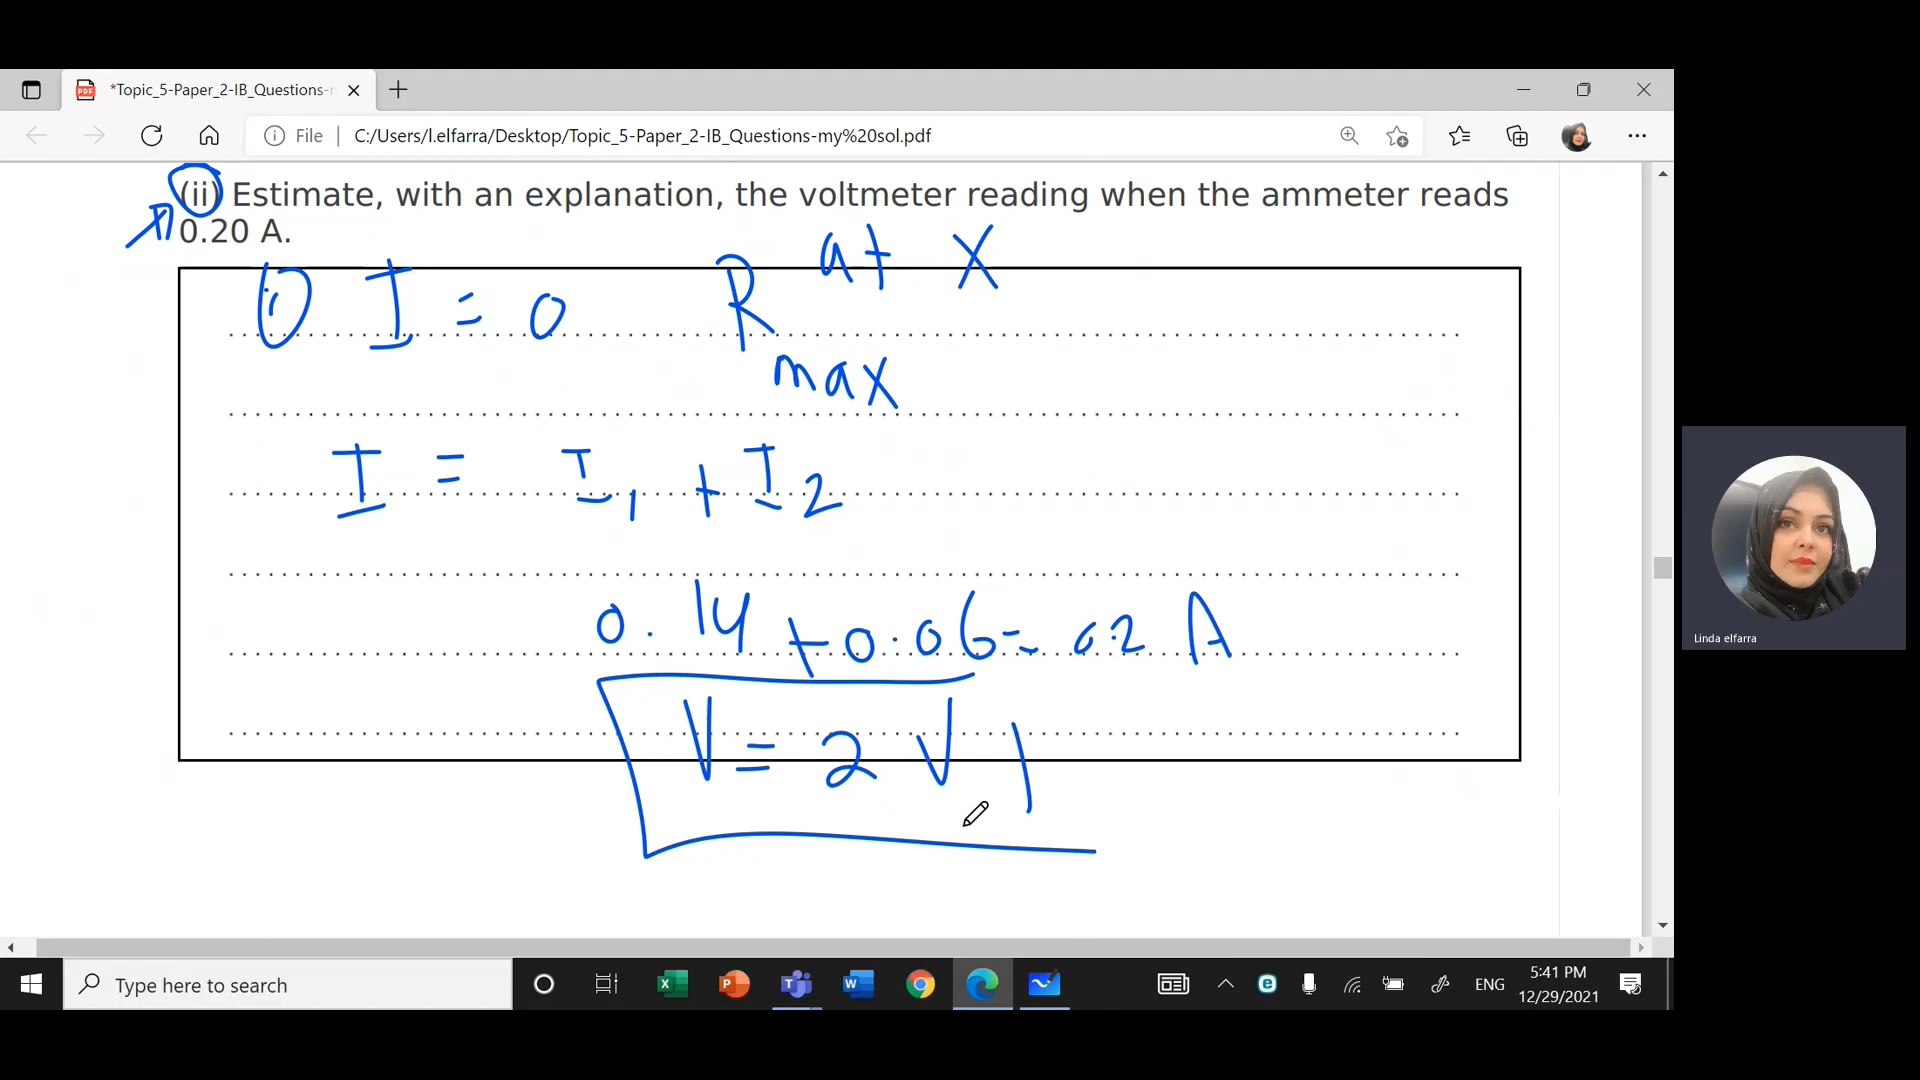 *Topic_5-Paper_2-IB_Questions-
File
C:/Users/l.elfarra/Desktop/Topic_5-Paper_2-IB_Questions-my%20sol.pdf
(ii) Estimate, with an explanation, the voltmeter reading when the ammeter reads
0.20 A.
I = 0 R max at X
I = I1 + I2
0.14 + 0.06 = 0.2 A
V = 2 V
Linda elfarra
Type here to search
ENG
5:41 PM
12/29/2021